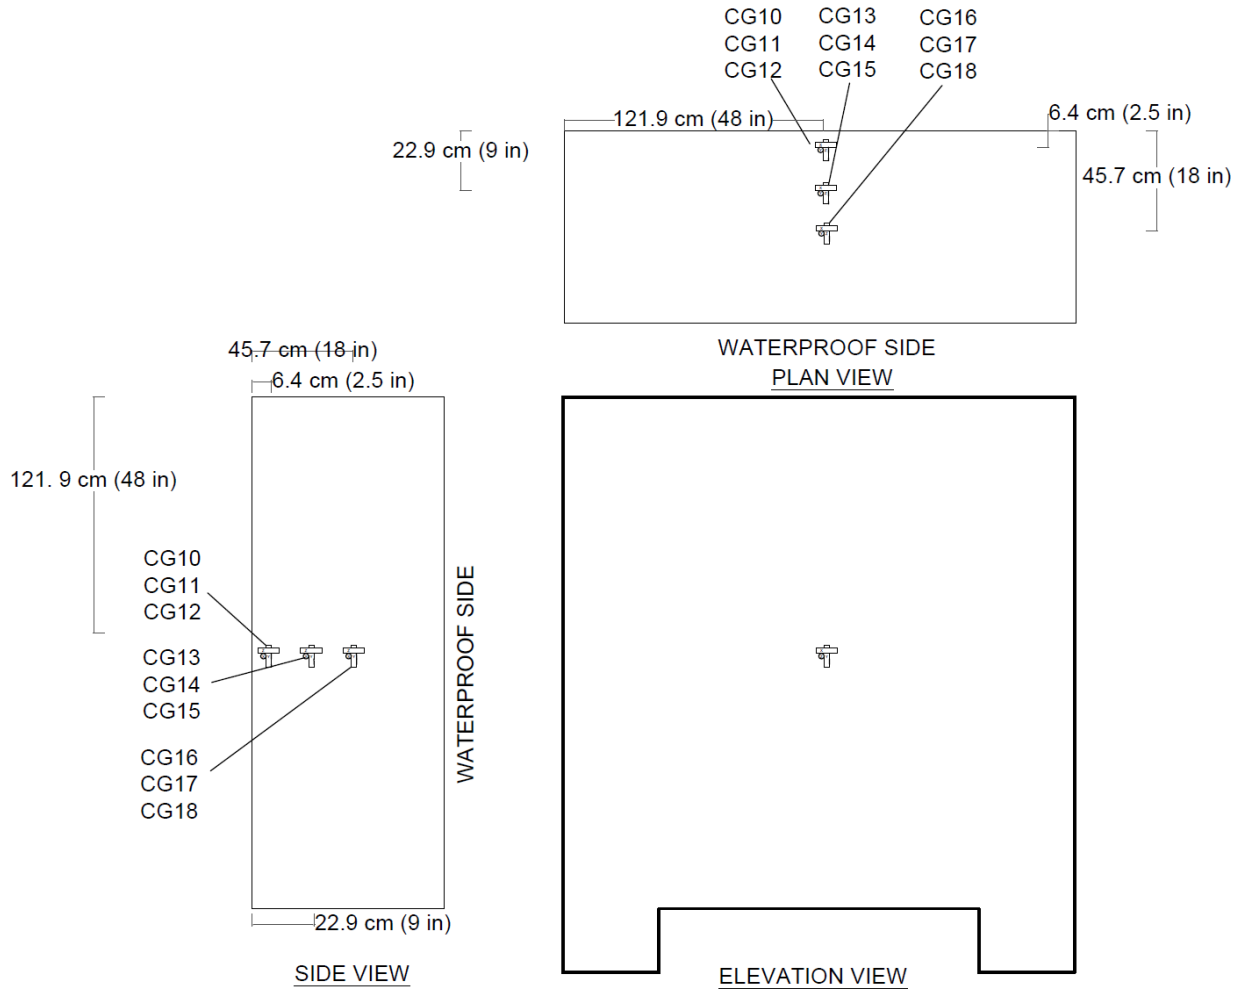 CG10 CG13 CG16
CG11 CG14 CG17
CG12 CG15 CG18
121.9 cm (48 in)
6.4 cm (2.5 in)
22.9 cm (9 in)
45.7 cm (18 in)
WATERPROOF SIDE
PLAN VIEW
45.7 cm (18 in)
6.4 cm (2.5 in)
121. 9 cm (48 in)
CG10
CG11
CG12
CG13
CG14
CG15
CG16
CG17
CG18
WATERPROOF SIDE
22.9 cm (9 in)
SIDE VIEW
ELEVATION VIEW